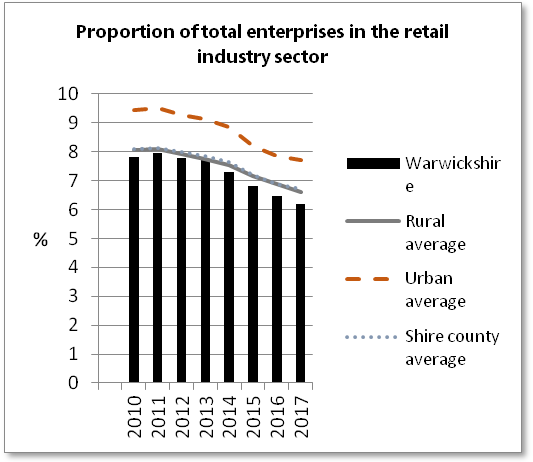 Proportion of total enterprises in the retail
industry sector
10
9
8
7
6
5
4
3
2
1
0
%
2010
2011
2012
2013
2014
2015
2016
2017
Warwickshir
e
Rural
average
Urban
average
Shire county
average